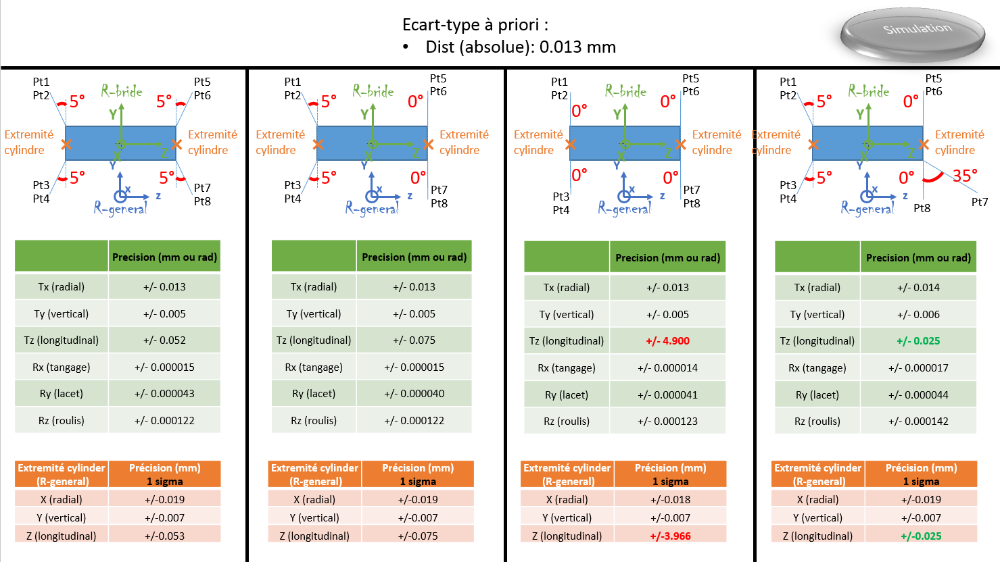 Ecart-type à priori :
• Dist (absolue): 0.013 mm
Simulation
Pt1
Pt2
5°
R-bride
5°
Pt5
Pt6
Y
Extremité
cylindre
X
Z
Extremité
cylindre
Y
Pt3
Pt4
5°
x
z
5°
Pt7
Pt8
R-general
Precision (mm ou rad)
Tx (radial) +/- 0.013
Ty (vertical) +/- 0.005
Tz (longitudinal) +/- 0.052
Rx (tangage) +/- 0.000015
Ry (lacet) +/- 0.000043
Rz (roulis) +/- 0.000122
Extremité cylinder Précision (mm)
(R-general) 1 sigma
X (radial) +/-0.019
Y (vertical) +/-0.007
Z (longitudinal) +/-0.053
Pt1
Pt2
5°
R-bride
0°
Pt5
Pt6
Y
Extremité
cylindre
X
Z
Extremité
cylindre
Y
Pt3
Pt4
5°
x
z
0°
Pt7
Pt8
R-general
Precision (mm ou rad)
Tx (radial) +/- 0.013
Ty (vertical) +/- 0.005
Tz (longitudinal) +/- 0.075
Rx (tangage) +/- 0.000015
Ry (lacet) +/- 0.000040
Rz (roulis) +/- 0.000122
Extremité cylinder Précision (mm)
(R-general) 1 sigma
X (radial) +/-0.019
Y (vertical) +/-0.007
Z (longitudinal) +/-0.075
Pt1
Pt2
0°
R-bride
0°
Pt5
Pt6
Y
Extremité
cylindre
X
Z
Extremité
cylindre
Y
Pt3
Pt4
0°
x
z
0°
Pt7
Pt8
R-general
Precision (mm ou rad)
Tx (radial) +/- 0.013
Ty (vertical) +/- 0.005
Tz (longitudinal) +/- 4.900
Rx (tangage) +/- 0.000014
Ry (lacet) +/- 0.000041
Rz (roulis) +/- 0.000123
Extremité cylinder Précision (mm)
(R-general) 1 sigma
X (radial) +/-0.018
Y (vertical) +/-0.007
Z (longitudinal) +/-3.966
Pt1
Pt2
5°
R-bride
0°
Pt5
Pt6
Y
Extremité
cylindre
X
Z
Extremité
cylindre
Y
Pt3
Pt4
5°
x
z
0°
35°
Pt8
Pt7
R-general
Precision (mm ou rad)
Tx (radial) +/- 0.014
Ty (vertical) +/- 0.006
Tz (longitudinal) +/- 0.025
Rx (tangage) +/- 0.000017
Ry (lacet) +/- 0.000044
Rz (roulis) +/- 0.000142
Extremité cylinder Précision (mm)
(R-general) 1 sigma
X (radial) +/-0.019
Y (vertical) +/-0.007
Z (longitudinal) +/-0.025